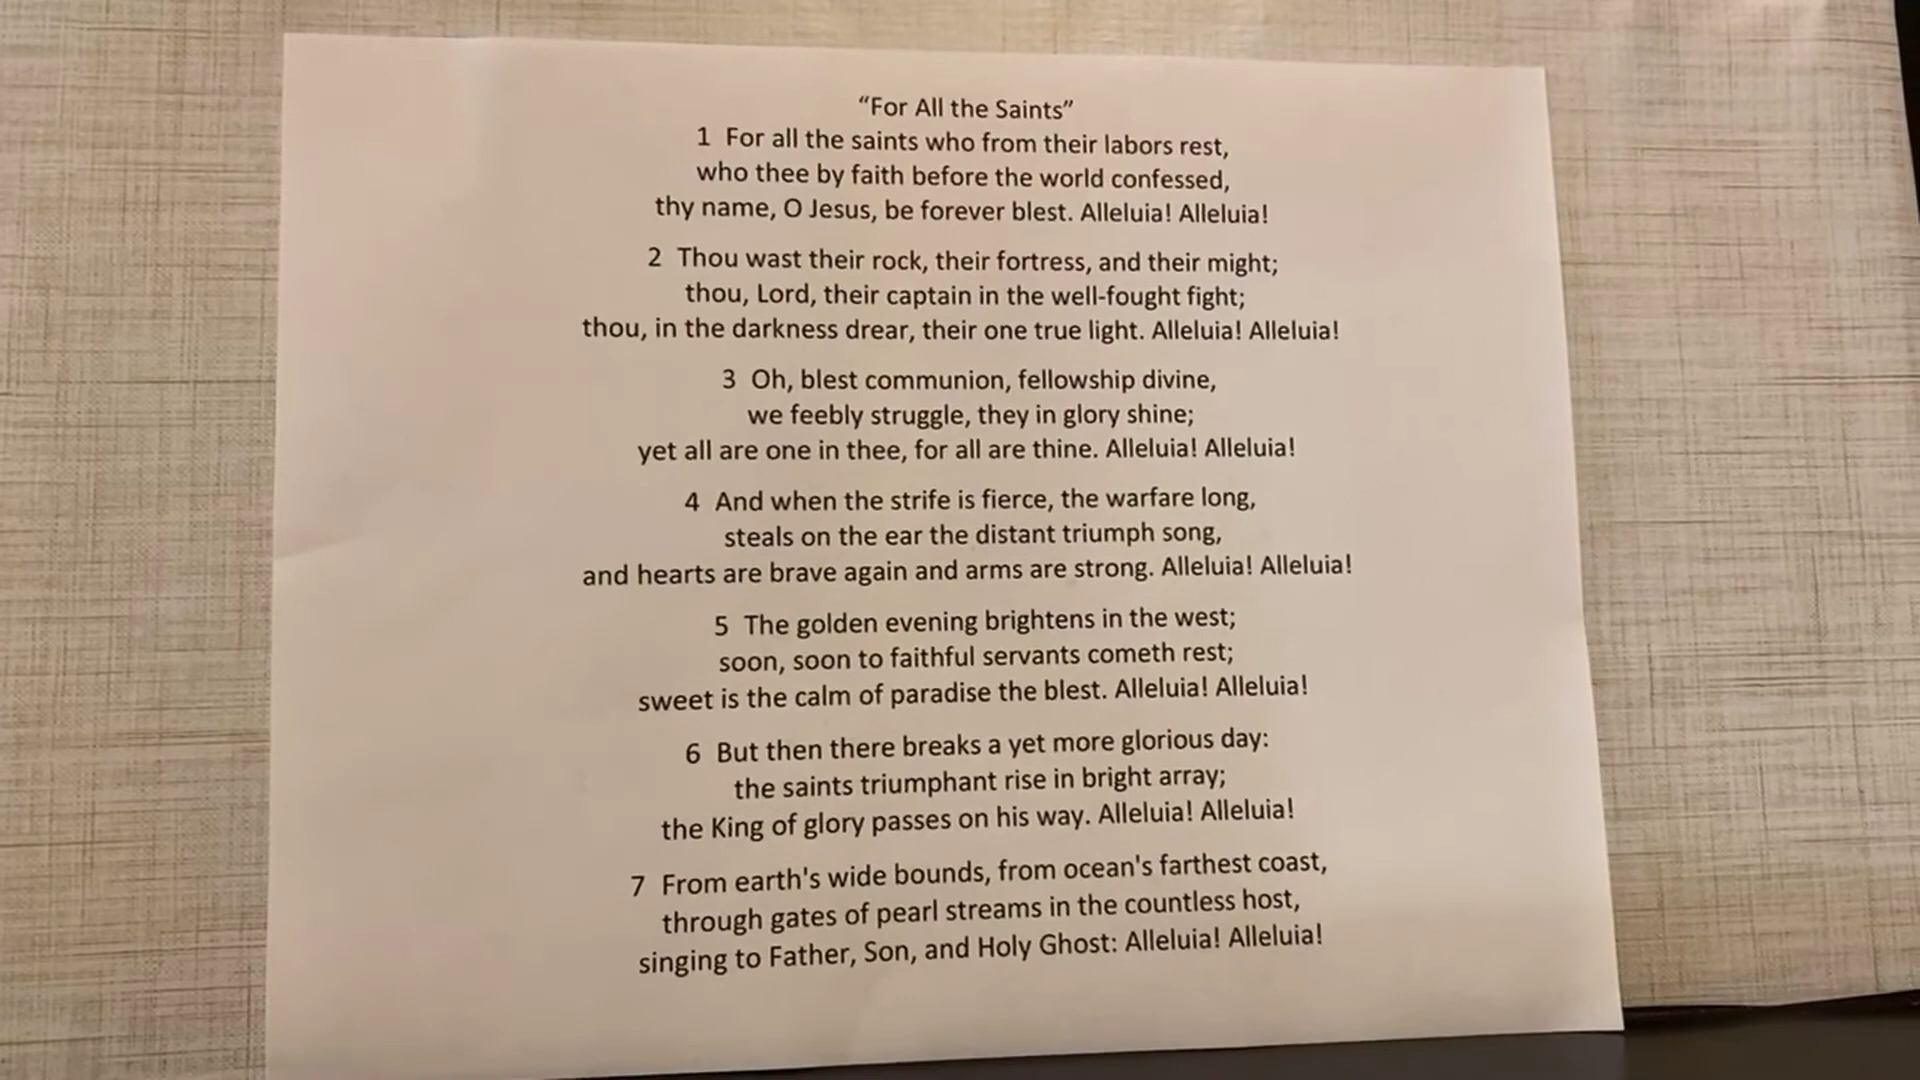 “For All the Saints”
1 For all the saints who from their labors rest,
who thee by faith before the world confessed,
thy name, O Jesus, be forever blest. Alleluia! Alleluia!
2 Thou wast their rock, their fortress, and their might;
thou, Lord, their captain in the well-fought fight;
thou, in the darkness drear, their one true light. Alleluia! Alleluia!
3 Oh, blest communion, fellowship divine,
we feebly struggle, they in glory shine;
yet all are one in thee, for all are thine. Alleluia! Alleluia!
4 And when the strife is fierce, the warfare long,
steals on the ear the distant triumph song,
and hearts are brave again and arms are strong. Alleluia! Alleluia!
5 The golden evening brightens in the west;
soon, soon to faithful servants cometh rest;
sweet is the calm of paradise the blest. Alleluia! Alleluia!
6 But then there breaks a yet more glorious day:
the saints triumphant rise in bright array;
the King of glory passes on his way. Alleluia! Alleluia!
7 From earth's wide bounds, from ocean's farthest coast,
through gates of pearl streams in the countless host,
singing to Father, Son, and Holy Ghost: Alleluia! Alleluia!